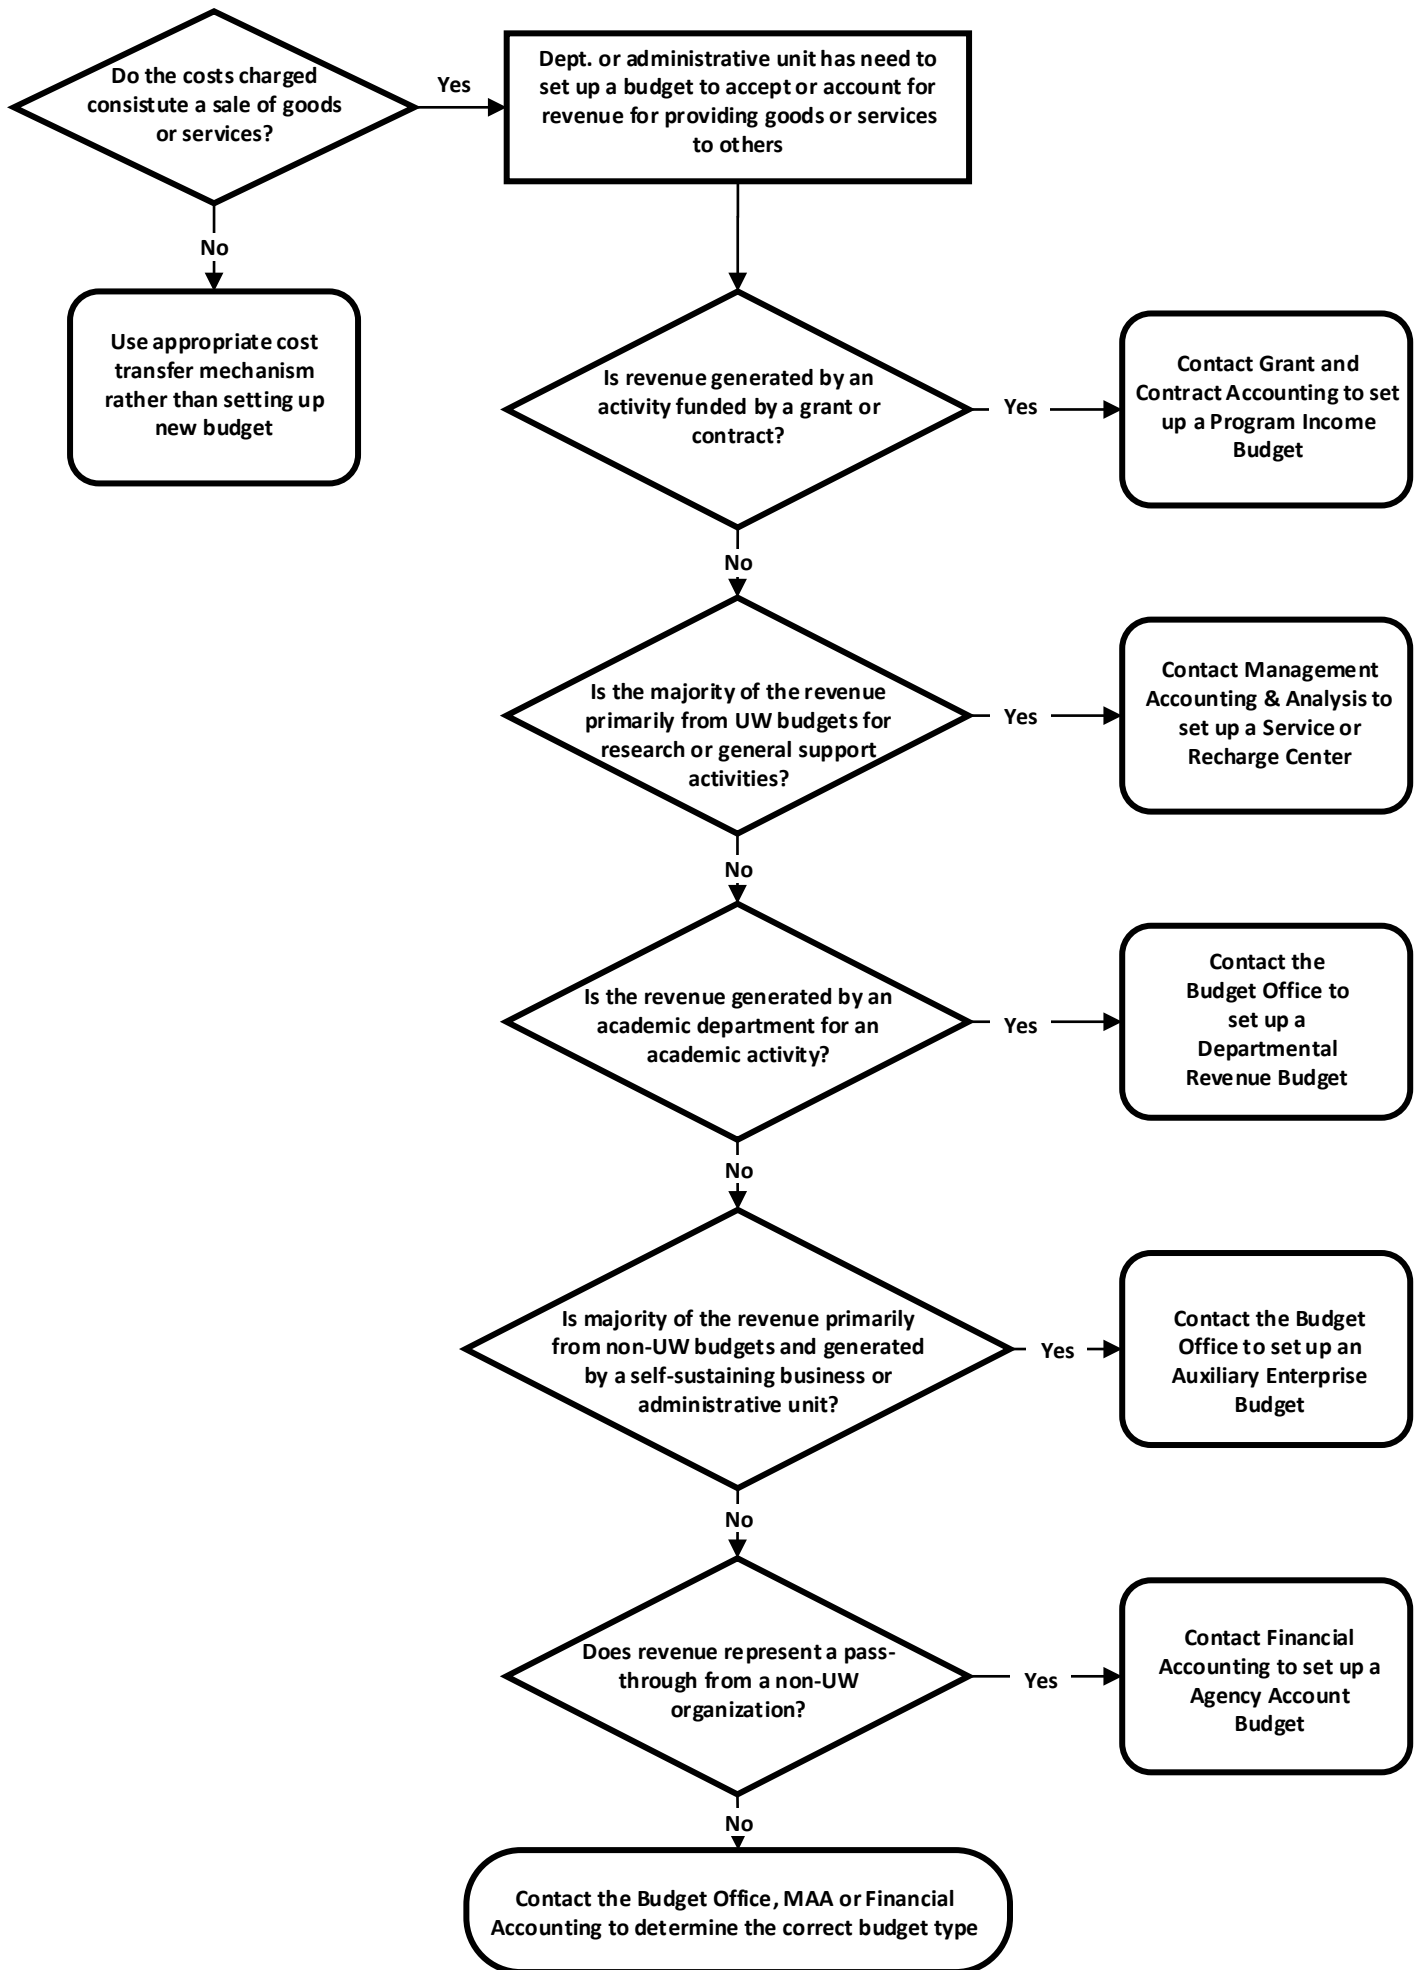 Do the costs charged
consistute a sale of goods
or services?
Yes
Dept. or administrative unit has need to
set up a budget to accept or account for
revenue for providing goods or services
to others
No
Use appropriate cost
transfer mechanism
rather than setting up
new budget
Is revenue generated by an
activity funded by a grant or
contract?
Yes
Contact Grant and
Contract Accounting to set
up a Program Income
Budget
No
Is the majority of the revenue
primarily from UW budgets for
research or general support
activities?
Yes
Contact Management
Accounting & Analysis to
set up a Service or
Recharge Center
No
Is the revenue generated by an
academic department for an
academic activity?
Yes
Contact the
Budget Office to
set up a
Departmental
Revenue Budget
No
Is majority of the revenue primarily
from non-UW budgets and generated
by a self-sustaining business or
administrative unit?
Yes
Contact the Budget
Office to set up an
Auxiliary Enterprise
Budget
No
Does revenue represent a pass-
through from a non-UW
organization?
Yes
Contact Financial
Accounting to set up a
Agency Account
Budget
No
Contact the Budget Office, MAA or Financial
Accounting to determine the correct budget type